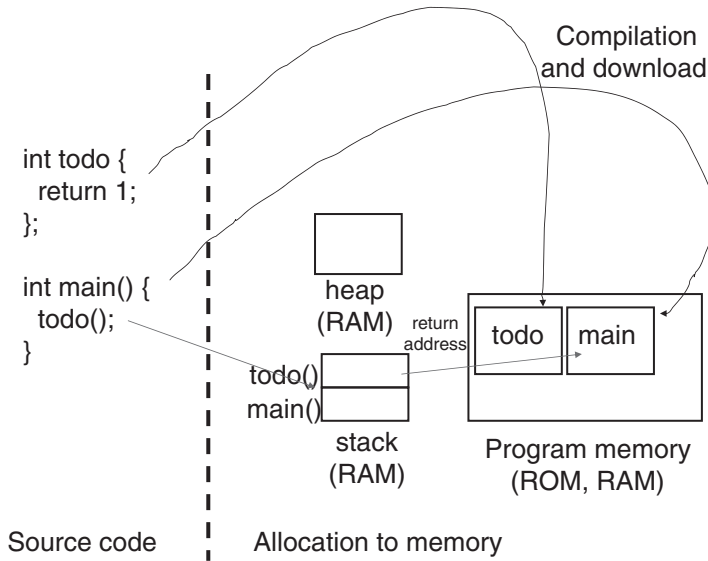 Compilation
and download
int todo {
return 1;
};
int main() {
todo();
}
heap
(RAM)
return
address
todo
main
todo()
main()
stack
(RAM)
Program memory
(ROM, RAM)
Source code
Allocation to memory